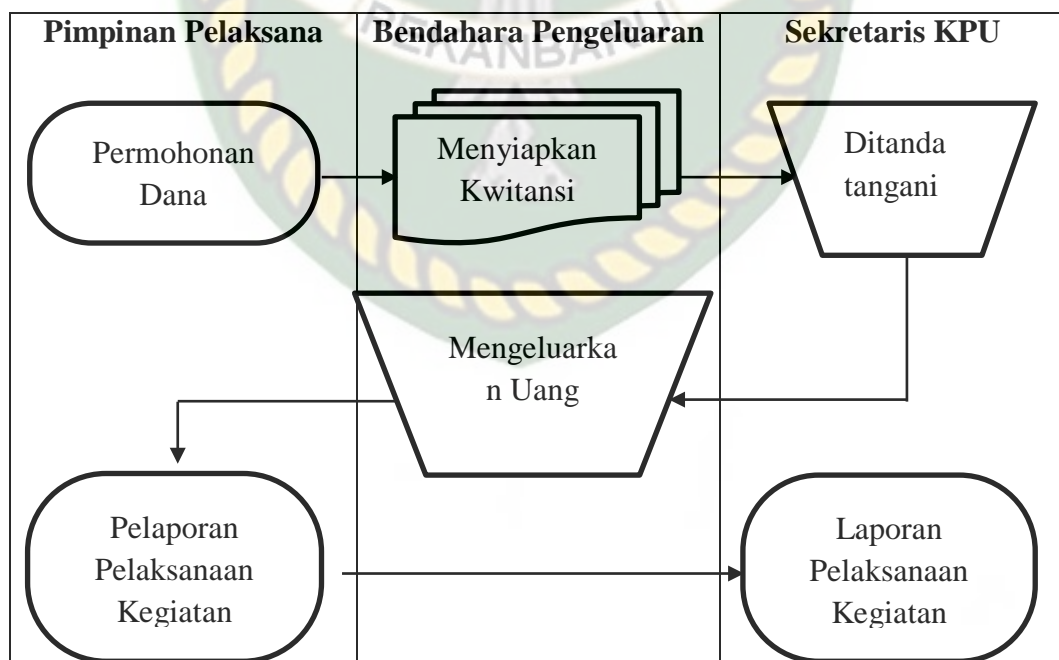 Pimpinan Pelaksana
Bendahara Pengeluaran
Sekretaris KPU
PEKANBARU
Permohonan
Dana
Menyiapkan
Kwitansi
Ditanda
tangani
Mengeluarka
n Uang
Pelaporan
Pelaksanaan
Kegiatan
Laporan
Pelaksanaan
Kegiatan